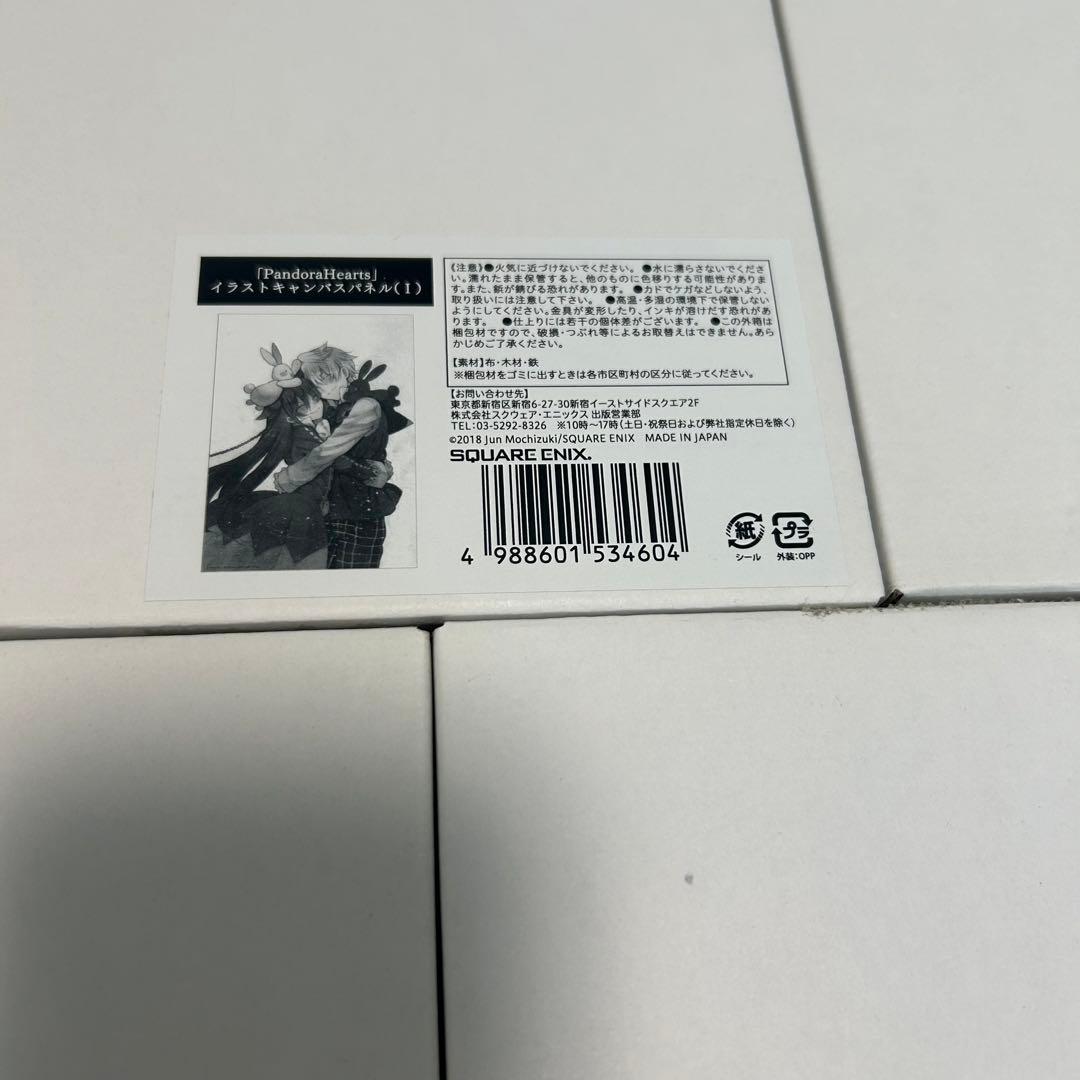 「PandoraHearts」
イラストキャンバスパネル(I)
《注意》●火気に近づけないでください。 ●水に濡らさないでくださ
い。濡れたまま保管すると、他のものに色移りする可能性がありま
す。また、鋲が錆びる恐れがあります。 ●カドでケガなどしないよう、
取り扱いには注意して下さい。 ●高温・多湿の環境下で保管しない
ようにしてください。金具が変形したり、インキが溶けだす恐れがあ
ります。 ●仕上りには若干の個体差がございます。 ●この外箱は
梱包材ですので、破損・つぶれ等によるお取替えはできません。あら
かじめご了承ください。
【素材】布・木材・鉄
※梱包材をゴミに出すときは各市区町村の区分に従ってください。
【お問い合わせ先】
東京都新宿区新宿6-27-30新宿イーストサイドスクエア2F
株式会社スクウェア・エニックス 出版営業部
TEL:03-5292-8326 ※10時～17時(土日・祝祭日および弊社指定休日を除く)
©2018 Jun Mochizuki/SQUARE ENIX MADE IN JAPAN
SQUARE ENIX.
4 988601 534604
紙
シール
プラ
外装:OPP